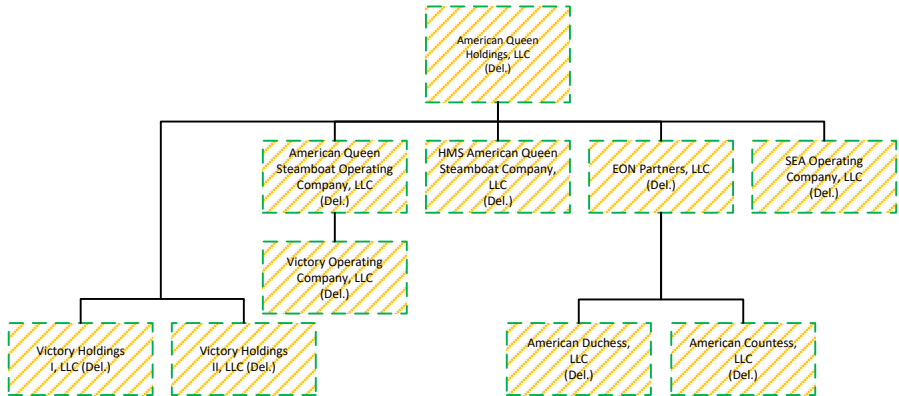 American Queen
Holdings, LLC
(Del.)
American Queen
Steamboat Operating
Company, LLC
(Del.)
HMS American Queen
Steamboat Company,
LLC
(Del.)
EON Partners, LLC
(Del.)
SEA Operating
Company, LLC
(Del.)
Victory Operating
Company, LLC
(Del.)
Victory Holdings
I, LLC (Del.)
Victory Holdings
II, LLC (Del.)
American Duchess,
LLC
(Del.)
American Countess,
LLC
(Del.)